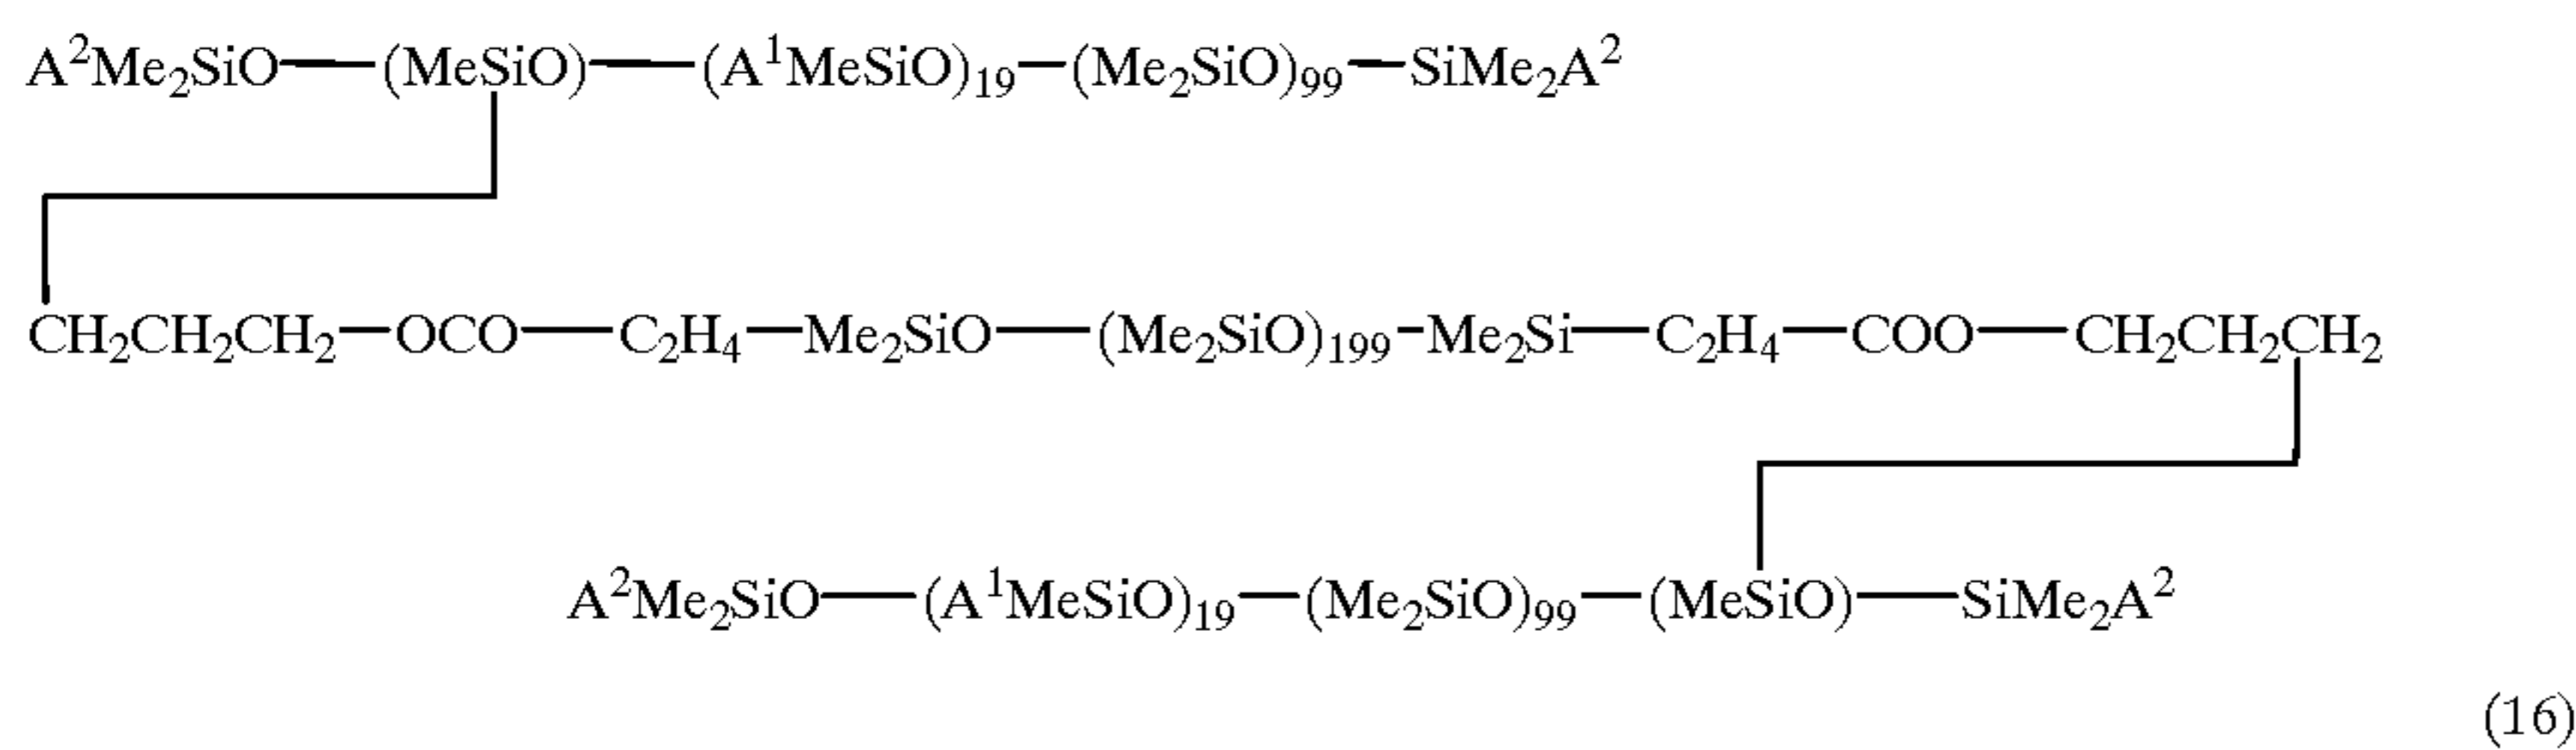 A²Me₂SiO—(MeSiO)—(A¹MeSiO)₁₉—(Me₂SiO)₉₉—SiMe₂A²
CH₂CH₂CH₂—OCO—C₂H₄—Me₂SiO—(Me₂SiO)₁₉₉-Me₂Si—C₂H₄—COO—CH₂CH₂CH₂
A²Me₂SiO—(A¹MeSiO)₁₉—(Me₂SiO)₉₉—(MeSiO)—SiMe₂A²
(16)